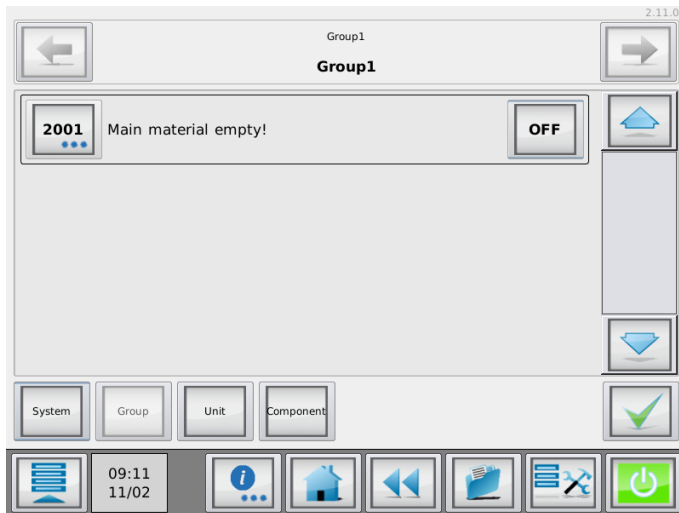 2.11.0
Group1
Group1
2001
Main material empty!
OFF
System
Group
Unit
Component
09:11
11/02
i